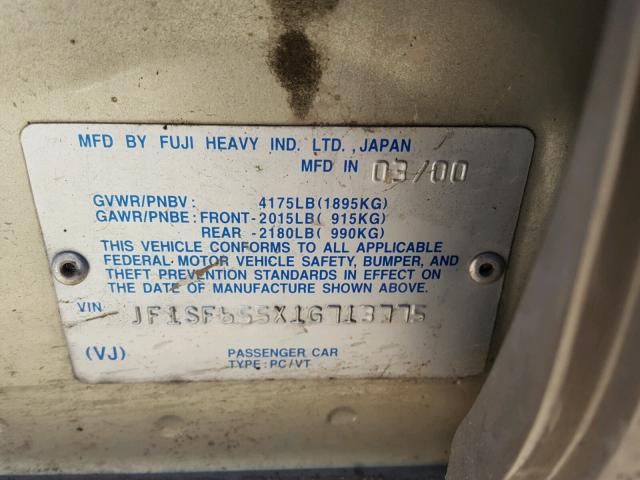 MFD BY FUJI HEAVY IND. LTD., JAPAN
MFD IN 03/00
GVWR/PNBV: 4175LB(1895KG)
GAWR/PNBE: FRONT-2015LB( 915KG)
REAR -2180LB( 990KG)
THIS VEHICLE CONFORMS TO ALL APPLICABLE
FEDERAL MOTOR VEHICLE SAFETY, BUMPER, AND
THEFT PREVENTION STANDARDS IN EFFECT ON
THE DATE OF MANUFACTURE SHOWN ABOVE.
VIN JF1SF655X1G713775
(VJ) PASSENGER CAR
TYPE: PC/VT